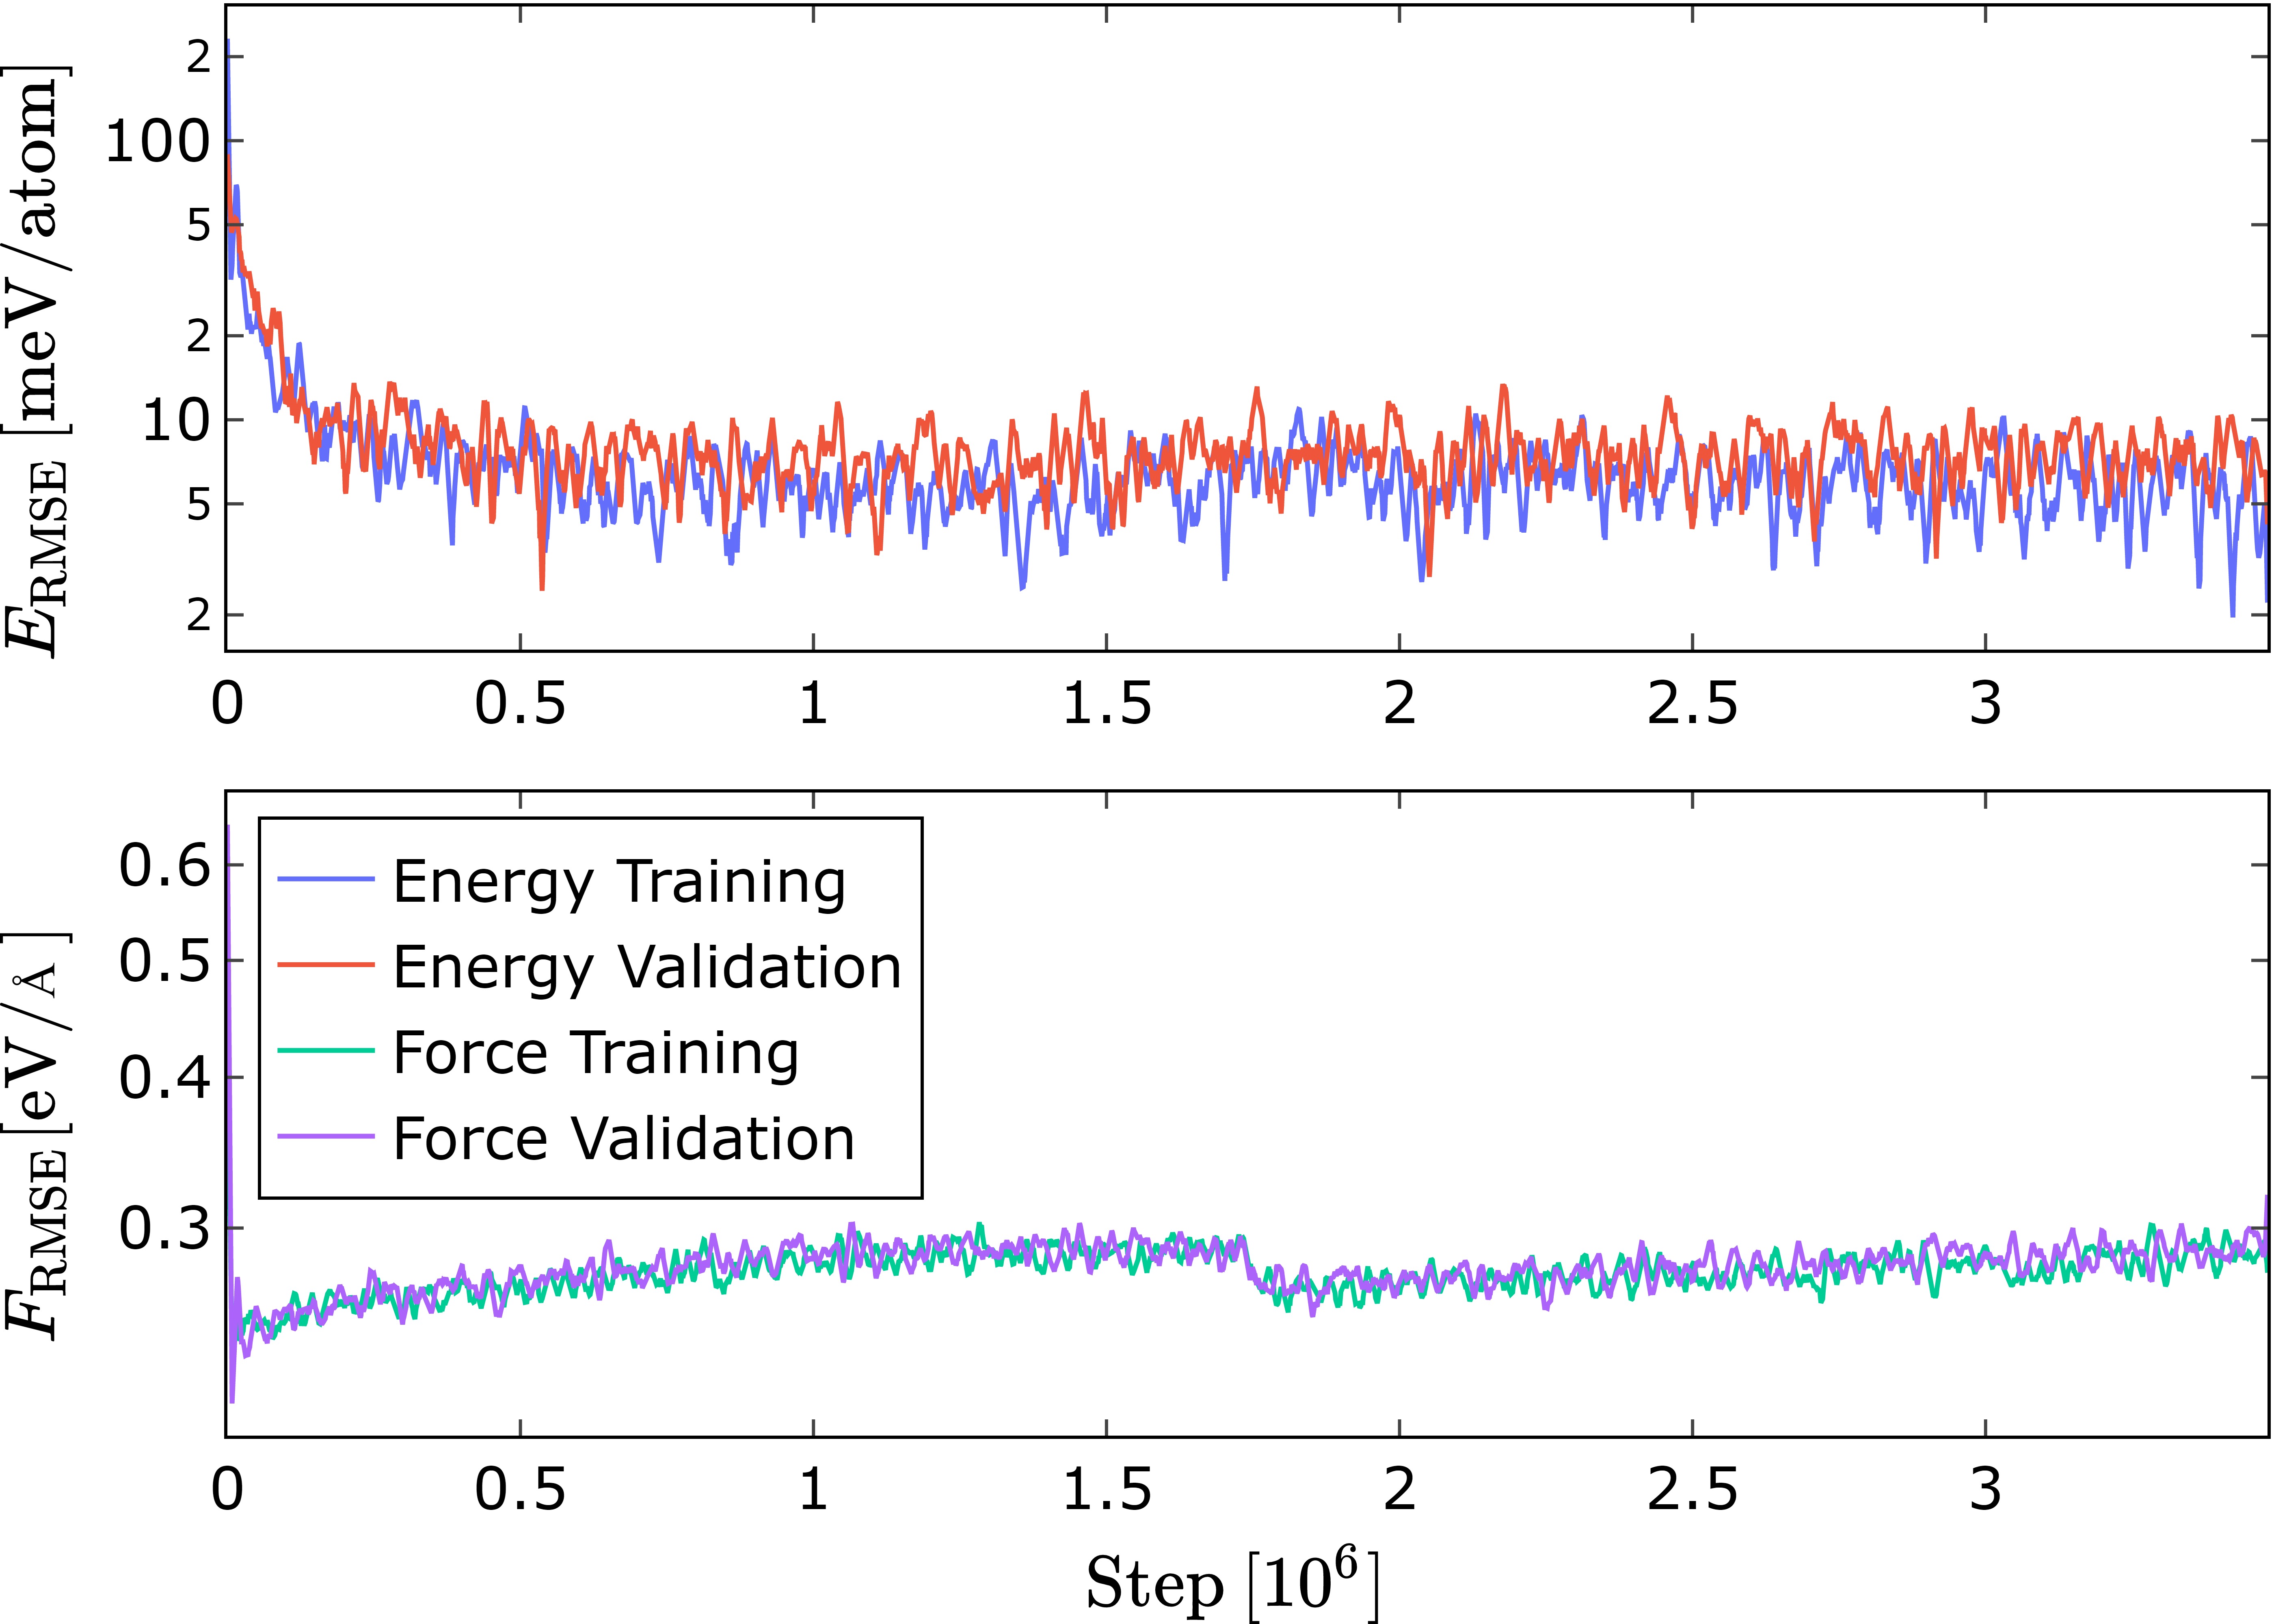 E_RMSE [meV/atom]
2
100
5
2
10
5
2
0 0.5 1 1.5 2 2.5 3
F_RMSE [eV/Å]
0.6
0.5
0.4
0.3
Energy Training
Energy Validation
Force Training
Force Validation
0 0.5 1 1.5 2 2.5 3
Step [10⁶]